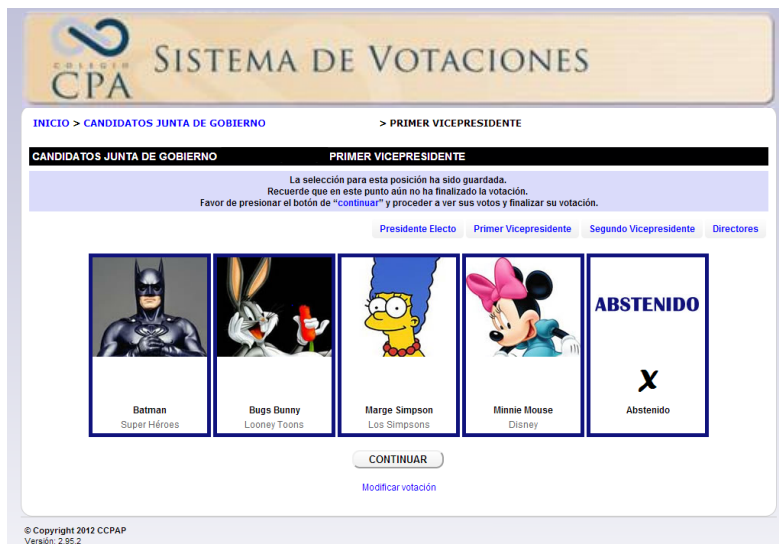 COLEGIO
CPA
SISTEMA DE VOTACIONES
INICIO > CANDIDATOS JUNTA DE GOBIERNO > PRIMER VICEPRESIDENTE
CANDIDATOS JUNTA DE GOBIERNO PRIMER VICEPRESIDENTE
La selección para esta posición ha sido guardada.
Recuerde que en este punto aún no ha finalizado la votación.
Favor de presionar el botón de "continuar" y proceder a ver sus votos y finalizar su votación.
Presidente Electo Primer Vicepresidente Segundo Vicepresidente Directores
ABSTENIDO
X
Batman Bugs Bunny Marge Simpson Minnie Mouse Abstenido
Super Héroes Looney Toons Los Simpsons Disney
CONTINUAR
Modificar votación
© Copyright 2012 CCPAP
Versión: 2.95.2